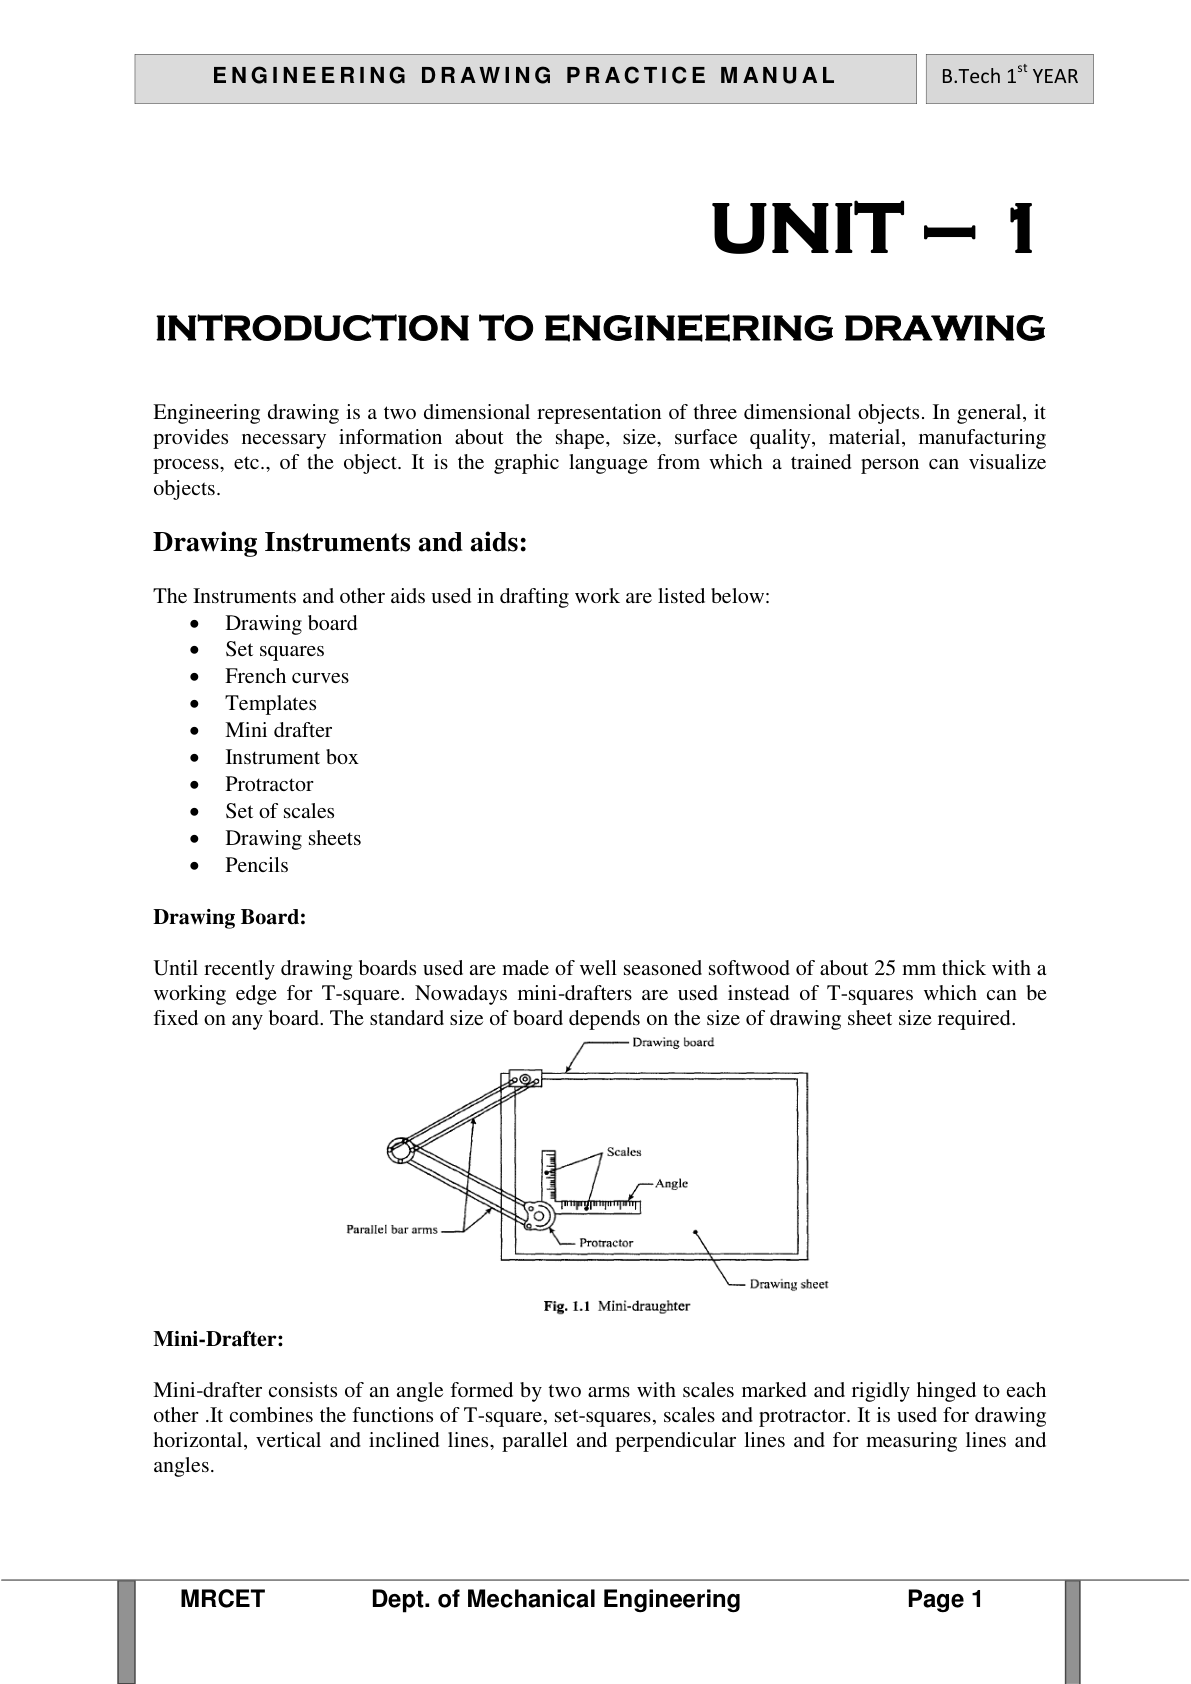 ENGINEERING DRAWING PRACTICE MANUAL
B.Tech 1st YEAR
UNIT – 1
INTRODUCTION TO ENGINEERING DRAWING
Engineering drawing is a two dimensional representation of three dimensional objects. In general, it
provides necessary information about the shape, size, surface quality, material, manufacturing
process, etc., of the object. It is the graphic language from which a trained person can visualize
objects.
Drawing Instruments and aids:
The Instruments and other aids used in drafting work are listed below:
• Drawing board
• Set squares
• French curves
• Templates
• Mini drafter
• Instrument box
• Protractor
• Set of scales
• Drawing sheets
• Pencils
Drawing Board:
Until recently drawing boards used are made of well seasoned softwood of about 25 mm thick with a
working edge for T-square. Nowadays mini-drafters are used instead of T-squares which can be
fixed on any board. The standard size of board depends on the size of drawing sheet size required.
Drawing board
Scales
Angle
Parallel bar arms
Protractor
Drawing sheet
Fig. 1.1 Mini-draughter
Mini-Drafter:
Mini-drafter consists of an angle formed by two arms with scales marked and rigidly hinged to each
other .It combines the functions of T-square, set-squares, scales and protractor. It is used for drawing
horizontal, vertical and inclined lines, parallel and perpendicular lines and for measuring lines and
angles.
MRCET Dept. of Mechanical Engineering Page 1